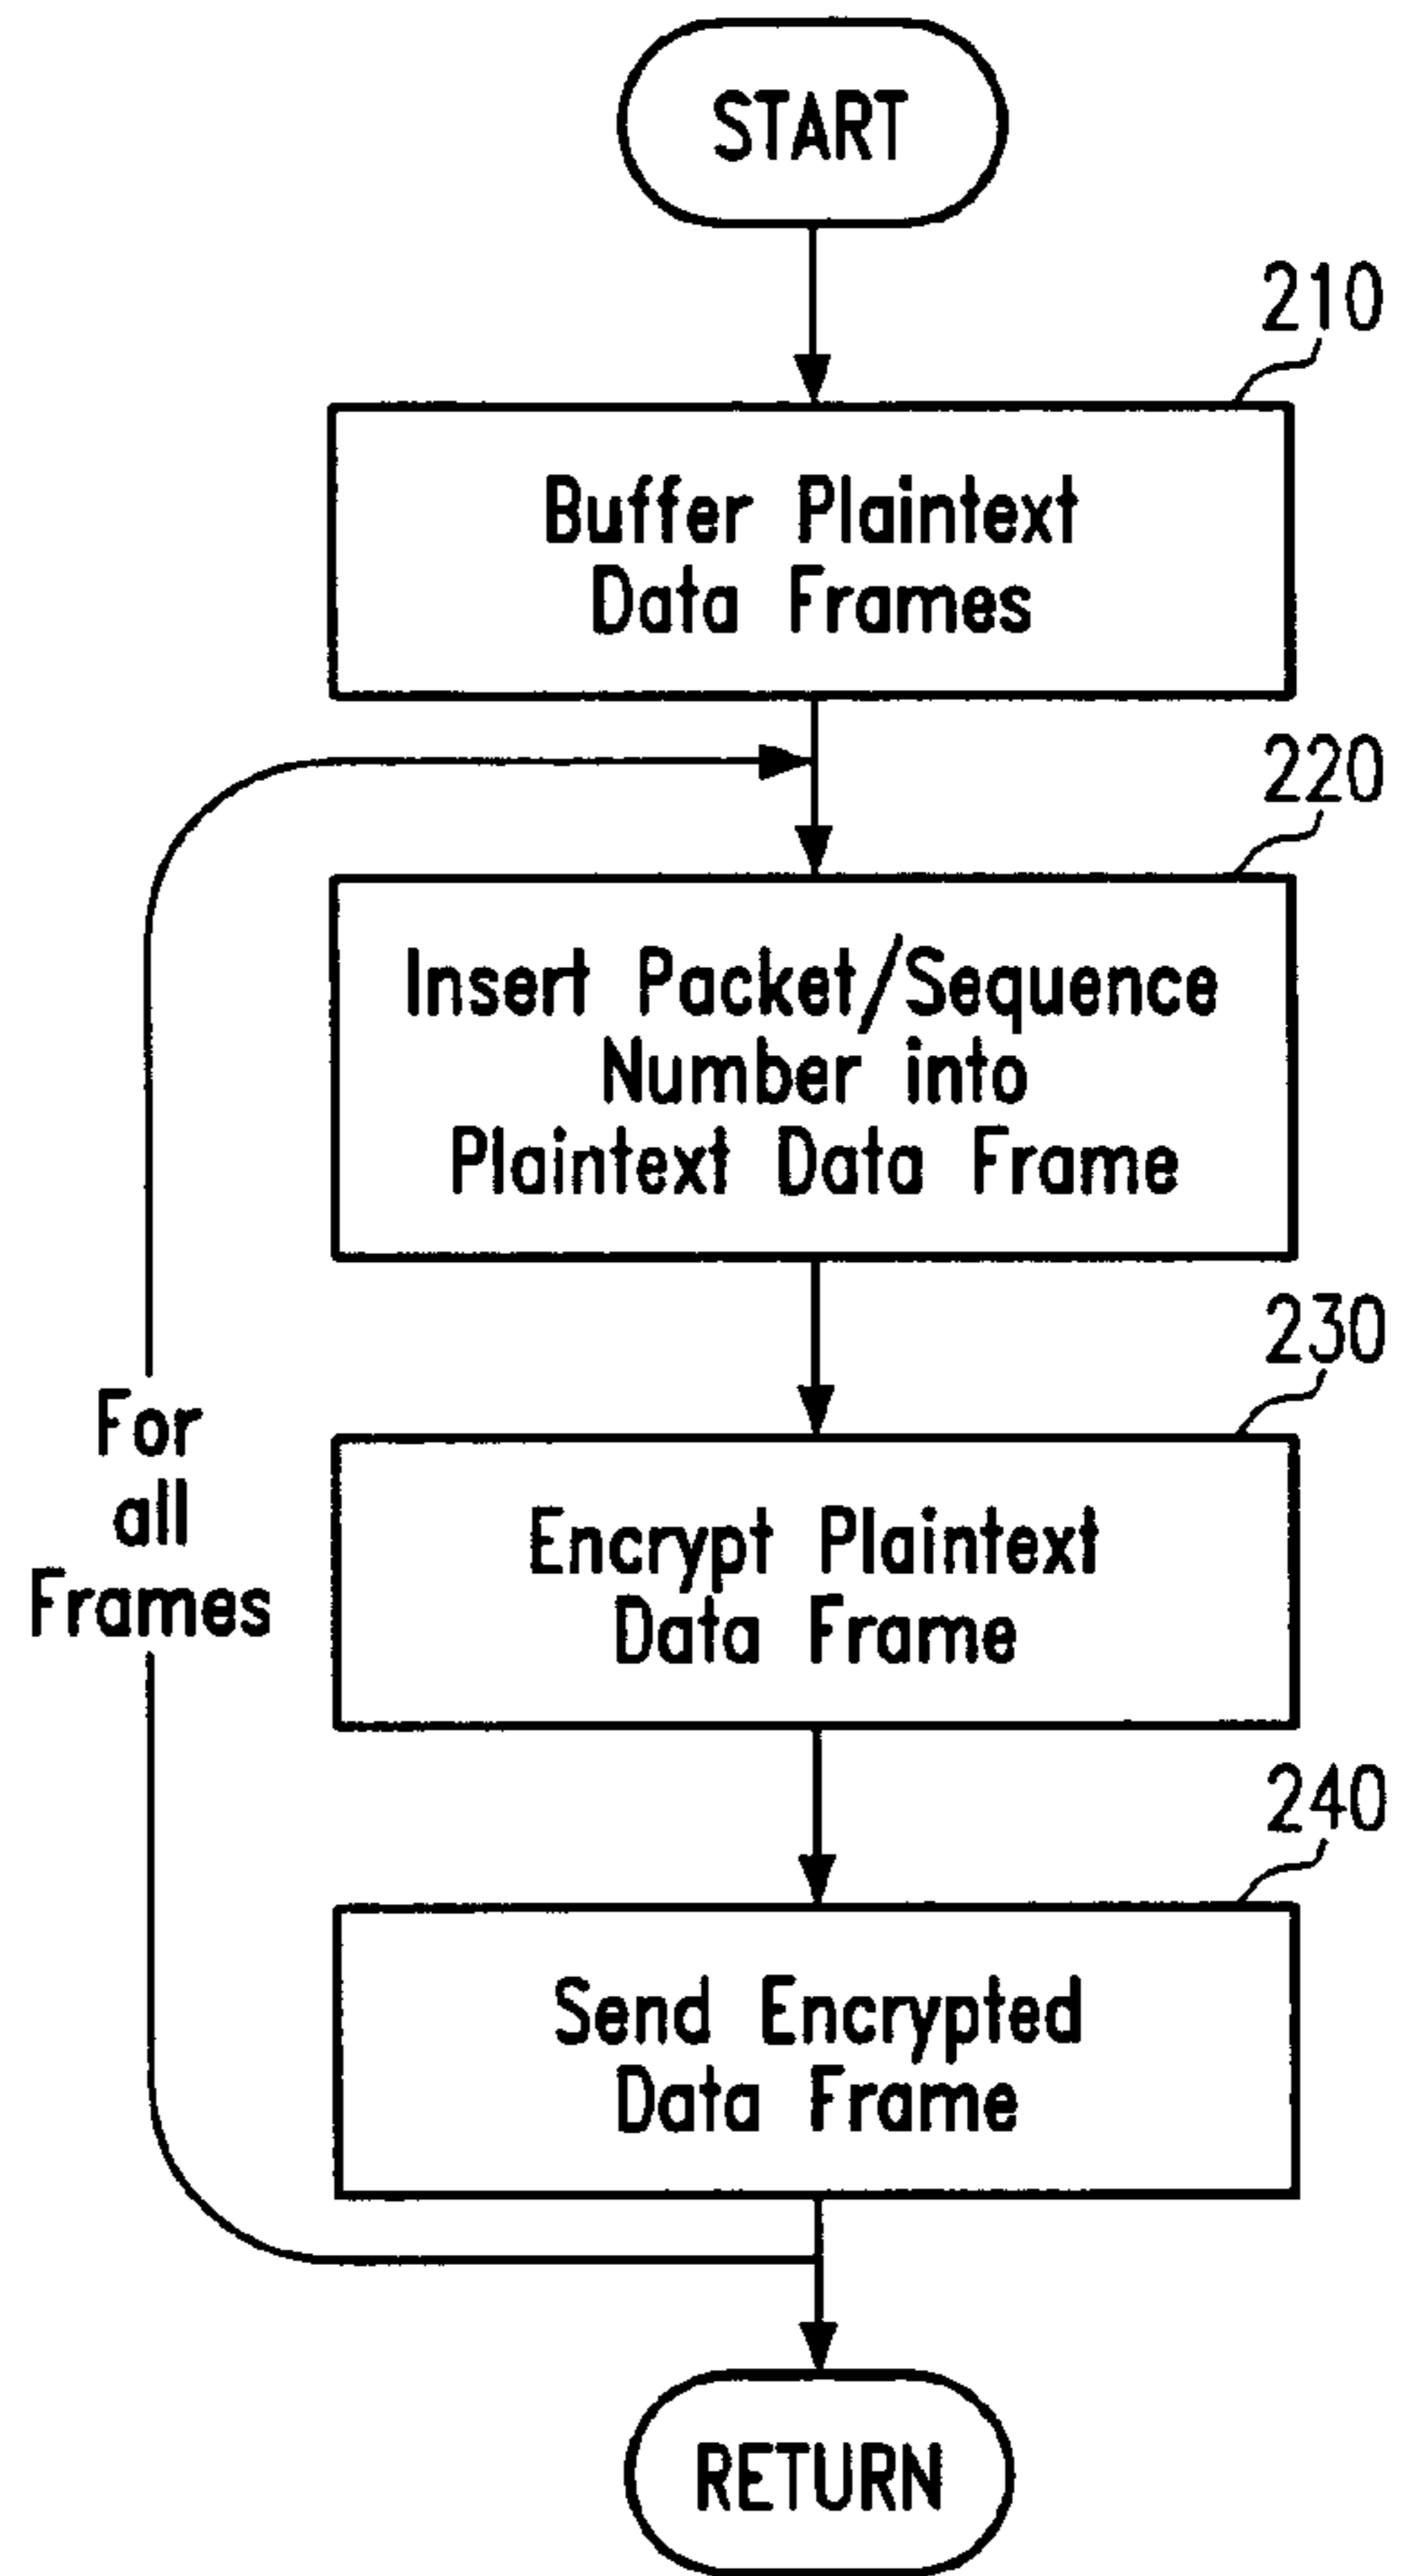 START
210
Buffer Plaintext
Data Frames
220
Insert Packet/Sequence
Number into
Plaintext Data Frame
230
For
all
Frames
Encrypt Plaintext
Data Frame
240
Send Encrypted
Data Frame
RETURN